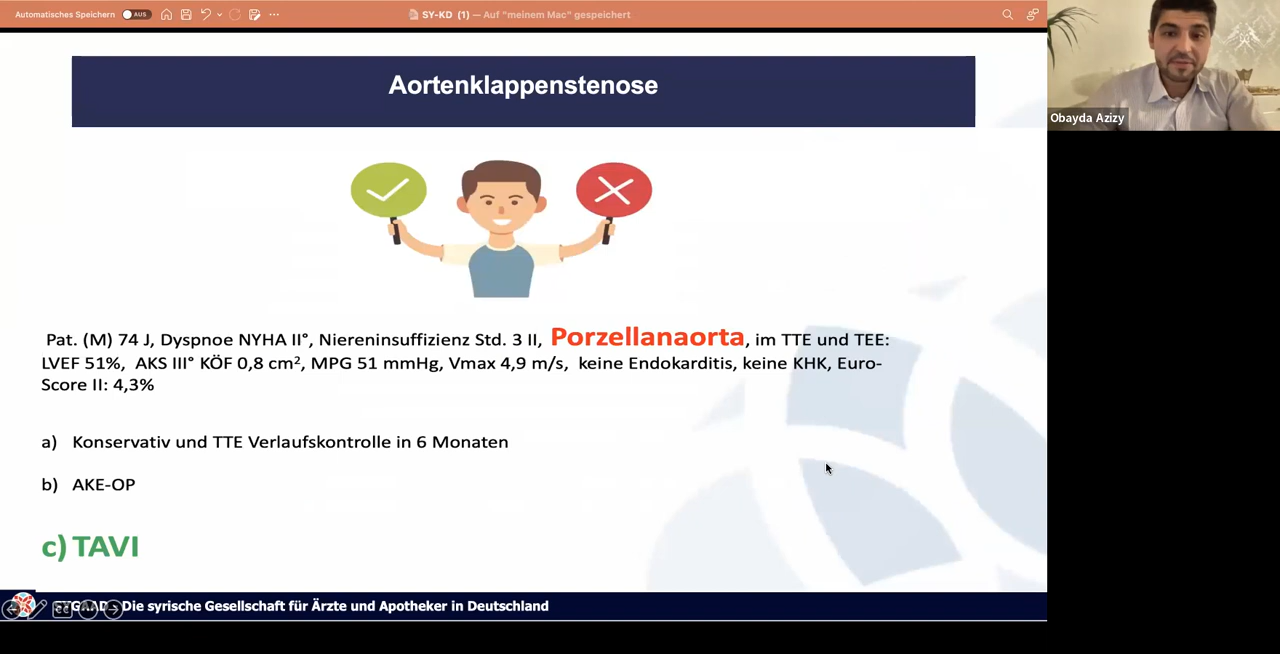 Automatisches Speichern AUS
SY-KD (1) — Auf "meinem Mac" gespeichert
Obayda Azizy
Aortenklappenstenose
Pat. (M) 74 J, Dyspnoe NYHA II°, Niereninsuffizienz Std. 3 II, Porzellanaorta, im TTE und TEE:
LVEF 51%, AKS III° KÖF 0,8 cm², MPG 51 mmHg, Vmax 4,9 m/s, keine Endokarditis, keine KHK, Euro-
Score II: 4,3%
a) Konservativ und TTE Verlaufskontrolle in 6 Monaten
b) AKE-OP
c) TAVI
Die syrische Gesellschaft für Ärzte und Apotheker in Deutschland